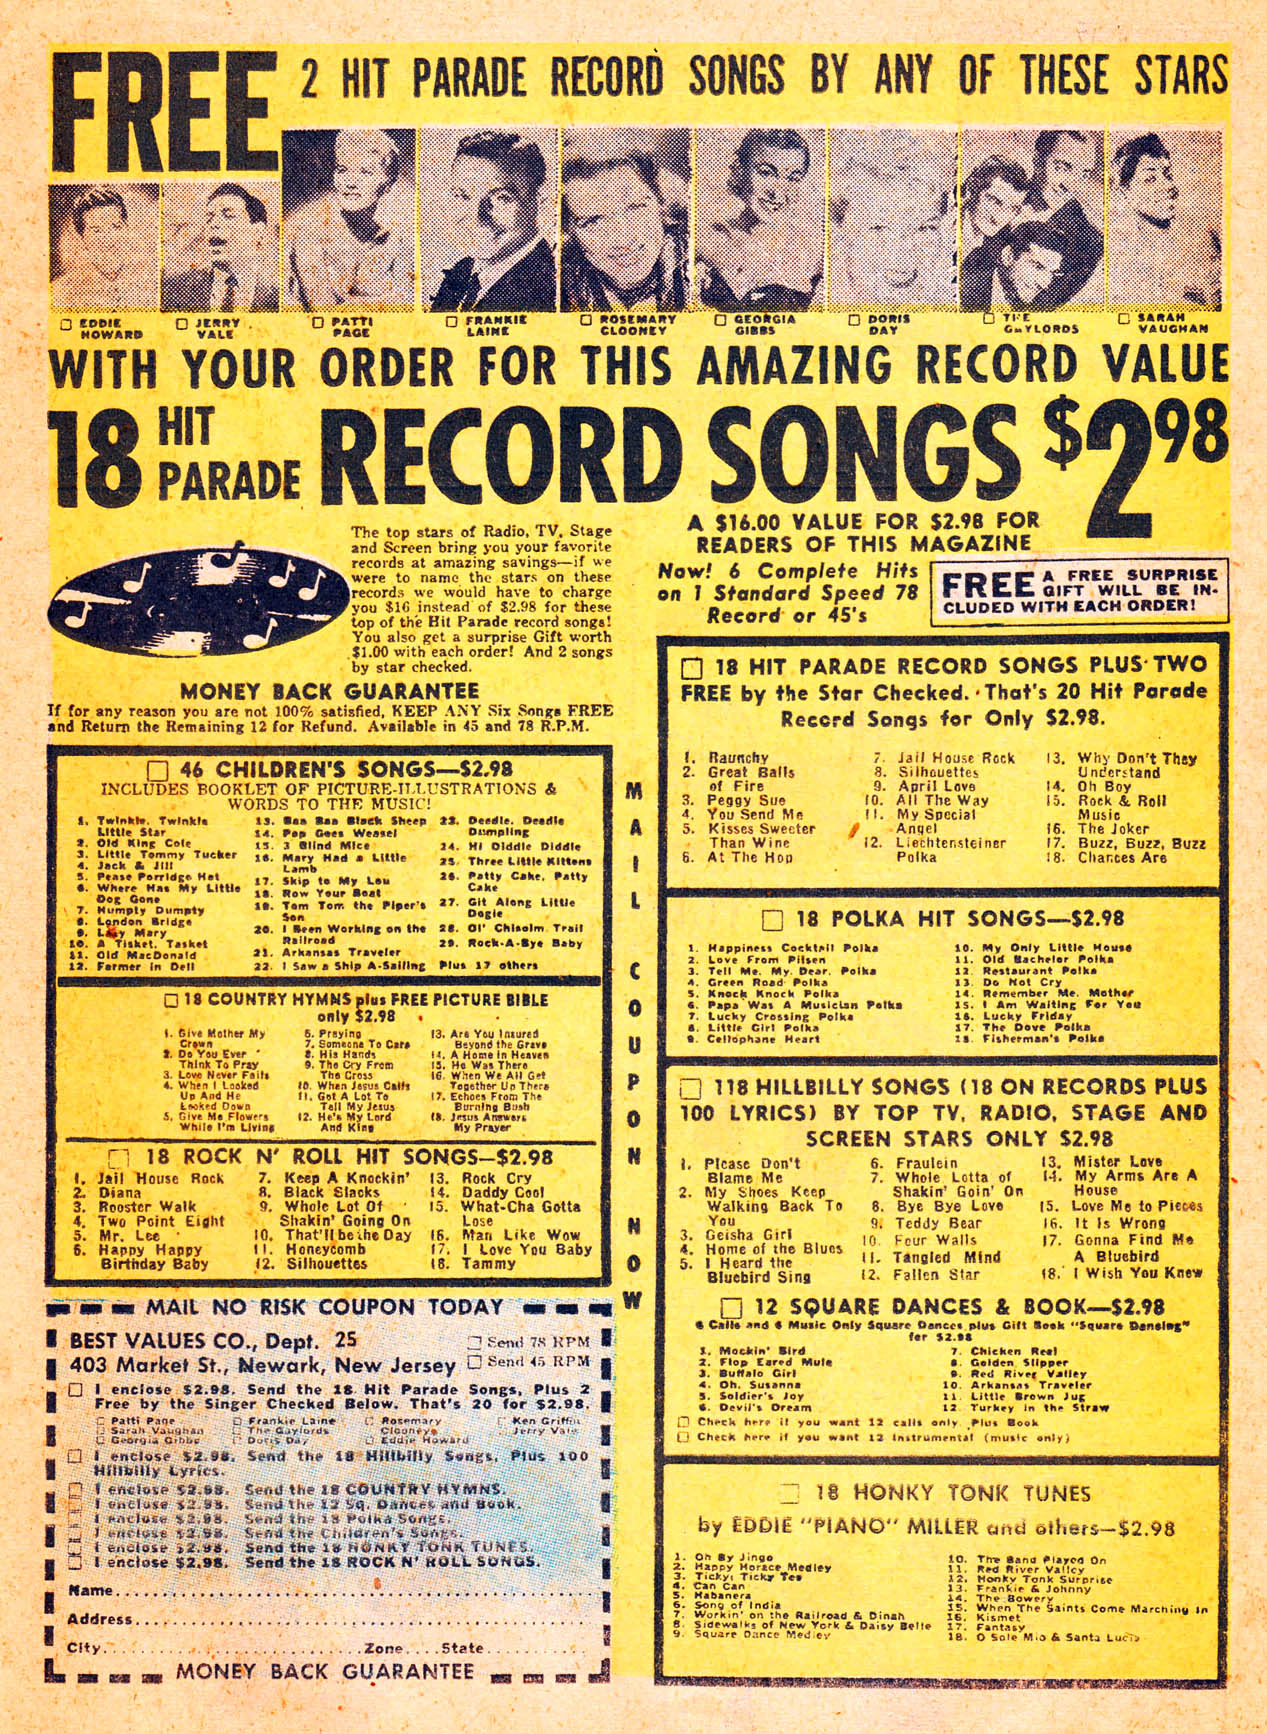 FREE 2 HIT PARADE RECORD SONGS BY ANY OF THESE STARS
EDDIE HOWARD
JERRY VALE
PATTI PAGE
FRANKIE LAINE
ROSEMARY CLOONEY
GEORGIA GIBBS
DORIS DAY
THE GAYLORDS
SARAH VAUGHAN
WITH YOUR ORDER FOR THIS AMAZING RECORD VALUE
18 HIT PARADE RECORD SONGS $2.98
The top stars of Radio, TV, Stage
and Screen bring you your favorite
records at amazing savings—if we
were to name the stars on these
records we would have to charge
you $16 instead of $2.98 for these
top of the Hit Parade record songs!
You also get a surprise Gift worth
$1.00 with each order! And 2 songs
by star checked.
MONEY BACK GUARANTEE
If for any reason you are not 100% satisfied, KEEP ANY Six Songs FREE
and Return the Remaining 12 for Refund. Available in 45 and 78 R.P.M.
A $16.00 VALUE FOR $2.98 FOR
READERS OF THIS MAGAZINE
Now! 6 Complete Hits
on 1 Standard Speed 78
Record or 45's
FREE A FREE SURPRISE
GIFT WILL BE IN-
CLUDED WITH EACH ORDER!
46 CHILDREN'S SONGS—$2.98
INCLUDES BOOKLET OF PICTURE-ILLUSTRATIONS &
WORDS TO THE MUSIC!
1. Twinkle, Twinkle
Little Star
2. Old King Cole
3. Little Tommy Tucker
4. Jack & Jill
5. Pease Porridge Hot
6. Where Has My Little
Dog Gone
7. Humpty Dumpty
8. London Bridge
9. Lazy Mary
10. A Tisket, Tasket
11. Old MacDonald
12. Farmer in Dell
13. Baa Baa Black Sheep
14. Pop Goes Weasel
15. 3 Blind Mice
16. Mary Had a Little
Lamb
17. Skip to My Lou
18. Row Your Boat
19. Tom Tom the Piper's
Son
20. I Been Working on the
Railroad
21. Arkansas Traveler
22. I Saw a Ship A-Sailing
23. Deedle, Deedle
Dumpling
24. Hi Diddle Diddle
25. Three Little Kittens
26. Patty Cake, Patty
Cake
27. Git Along Little
Dogie
28. Ol' Chisolm Trail
29. Rock-A-Bye Baby
Plus 17 others
18 COUNTRY HYMNS plus FREE PICTURE BIBLE
only $2.98
1. Give Mother My
Crown
2. Do You Ever
Think To Pray
3. Love Never Fails
4. When I Looked
Up And He
Looked Down
5. Give Me Flowers
While I'm Living
6. Praying
7. Someone To Care
8. His Hands
9. The Cry From
The Cross
10. When Jesus Calls
11. Got A Lot To
Tell My Jesus
12. He's My Lord
And King
13. Are You Insured
Beyond the Grave
14. A Home in Heaven
15. He Was There
16. When We All Get
Together Up There
17. Echoes From The
Burning Bush
18. Jesus Answers
My Prayer
18 ROCK N' ROLL HIT SONGS—$2.98
1. Jail House Rock
2. Diana
3. Rooster Walk
4. Two Point Eight
5. Mr. Lee
6. Happy Happy
Birthday Baby
7. Keep A Knockin'
8. Black Slacks
9. Whole Lot Of
Shakin' Going On
10. That'll be the Day
11. Honeycomb
12. Silhouettes
13. Rock Cry
14. Daddy Cool
15. What-Cha Gotta
Lose
16. Man Like Wow
17. I Love You Baby
18. Tammy
MAIL COUPON NOW
18 HIT PARADE RECORD SONGS PLUS TWO
FREE by the Star Checked. That's 20 Hit Parade
Record Songs for Only $2.98.
1. Raunchy
2. Great Balls
of Fire
3. Peggy Sue
4. You Send Me
5. Kisses Sweeter
Than Wine
6. At The Hop
7. Jail House Rock
8. Silhouettes
9. April Love
10. All The Way
11. My Special
Angel
12. Liechtensteiner
Polka
13. Why Don't They
Understand
14. Oh Boy
15. Rock & Roll
Music
16. The Joker
17. Buzz, Buzz, Buzz
18. Chances Are
18 POLKA HIT SONGS—$2.98
1. Happiness Cocktail Polka
2. Love From Pilsen
3. Tell Me, My, Dear, Polka
4. Green Road Polka
5. Knock Knock Polka
6. Papa Was A Musician Polka
7. Lucky Crossing Polka
8. Little Girl Polka
9. Cellophane Heart
10. My Only Little House
11. Old Bachelor Polka
12. Restaurant Polka
13. Do Not Cry
14. Remember Me, Mother
15. I Am Waiting For You
16. Lucky Friday
17. The Dove Polka
18. Fisherman's Polka
118 HILLBILLY SONGS (18 ON RECORDS PLUS
100 LYRICS) BY TOP TV, RADIO, STAGE AND
SCREEN STARS ONLY $2.98
1. Please Don't
Blame Me
2. My Shoes Keep
Walking Back To
You
3. Geisha Girl
4. Home of the Blues
5. I Heard the
Bluebird Sing
6. Fraulein
7. Whole Lotta of
Shakin' Goin' On
8. Bye Bye Love
9. Teddy Bear
10. Four Walls
11. Tangled Mind
12. Fallen Star
13. Mister Love
14. My Arms Are A
House
15. Love Me to Pieces
16. It Is Wrong
17. Gonna Find Me
A Bluebird
18. I Wish You Knew
12 SQUARE DANCES & BOOK—$2.98
6 Calls and 6 Music Only Square Dances plus Gift Book "Square Dancing"
for $2.98
1. Mockin' Bird
2. Flop Eared Mule
3. Buffalo Girl
4. Oh, Susanna
5. Soldier's Joy
6. Devil's Dream
7. Chicken Reel
8. Golden Slipper
9. Red River Valley
10. Arkansas Traveler
11. Little Brown Jug
12. Turkey in the Straw
Check here if you want 12 calls only Plus Book
Check here if you want 12 Instrumental (music only)
18 HONKY TONK TUNES
by EDDIE "PIANO" MILLER and others—$2.98
1. Oh By Jingo
2. Happy Horace Medley
3. Ticky, Ticky Tee
4. Can Can
5. Habanera
6. Song of India
7. Workin' on the Railroad & Dinah
8. Sidewalks of New York & Daisy Belle
9. Square Dance Medley
10. The Band Played On
11. Red River Valley
12. Honky Tonk Surprise
13. Frankie & Johnny
14. The Bowery
15. When The Saints Come Marching In
16. Kismet
17. Fantasy
18. O Sole Mio & Santa Lucia
MAIL NO RISK COUPON TODAY
BEST VALUES CO., Dept. 25
403 Market St., Newark, New Jersey
Send 78 RPM
Send 45 RPM
I enclose $2.98. Send the 18 Hit Parade Songs, Plus 2
Free by the Singer Checked Below. That's 20 for $2.98.
Patti Page
Sarah Vaughan
Georgia Gibbs
Frankie Laine
The Gaylords
Doris Day
Rosemary Clooney
Eddie Howard
Ken Griffin
Jerry Vale
I enclose $2.98. Send the 18 Hillbilly Songs, Plus 100
Hillbilly Lyrics.
I enclose $2.98. Send the 18 COUNTRY HYMNS.
I enclose $2.98. Send the 12 Sq. Dances and Book.
I enclose $2.98. Send the 18 Polka Songs.
I enclose $2.98. Send the Children's Songs.
I enclose $2.98. Send the 18 HONKY TONK TUNES.
I enclose $2.98. Send the 18 ROCK N' ROLL SONGS.
Name
Address
City Zone State
MONEY BACK GUARANTEE